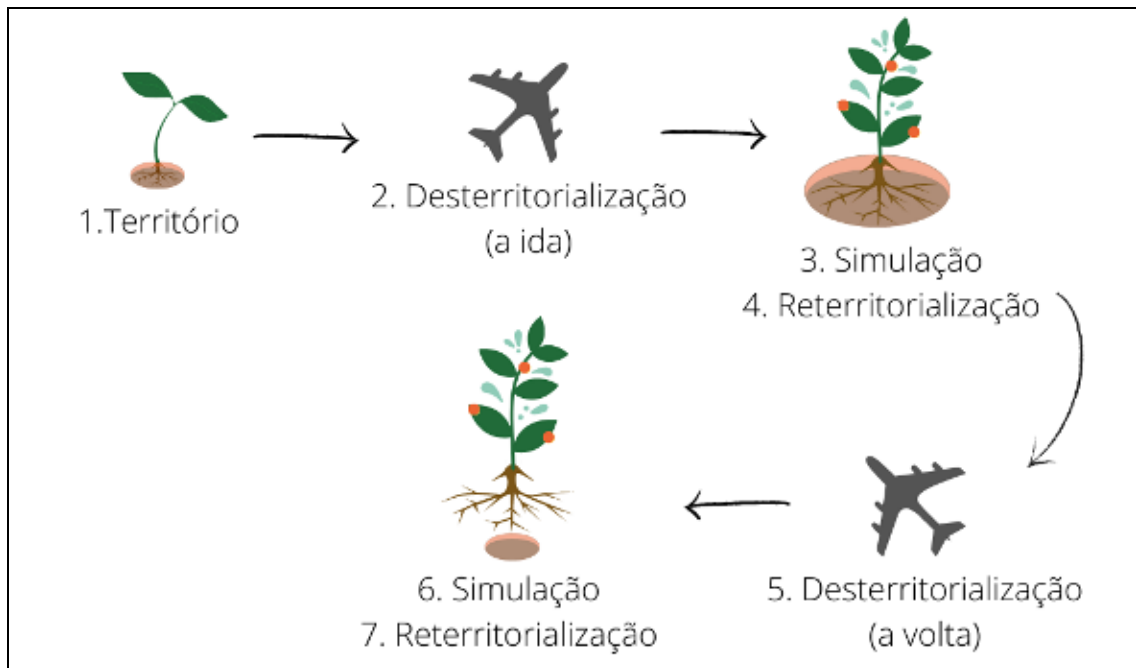 1.Território
2. Desterritorialização
(a ida)
3. Simulação
4. Reterritorialização
5. Desterritorialização
(a volta)
6. Simulação
7. Reterritorialização